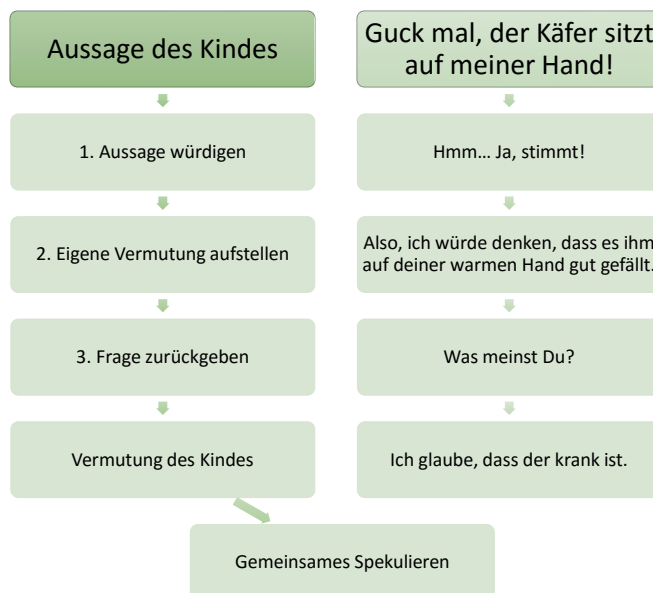 Aussage des Kindes
1. Aussage würdigen
2. Eigene Vermutung aufstellen
3. Frage zurückgeben
Vermutung des Kindes
Guck mal, der Käfer sitzt
auf meiner Hand!
Hmm... Ja, stimmt!
Also, ich würde denken, dass es ihm
auf deiner warmen Hand gut gefällt.
Was meinst Du?
Ich glaube, dass der krank ist.
Gemeinsames Spekulieren